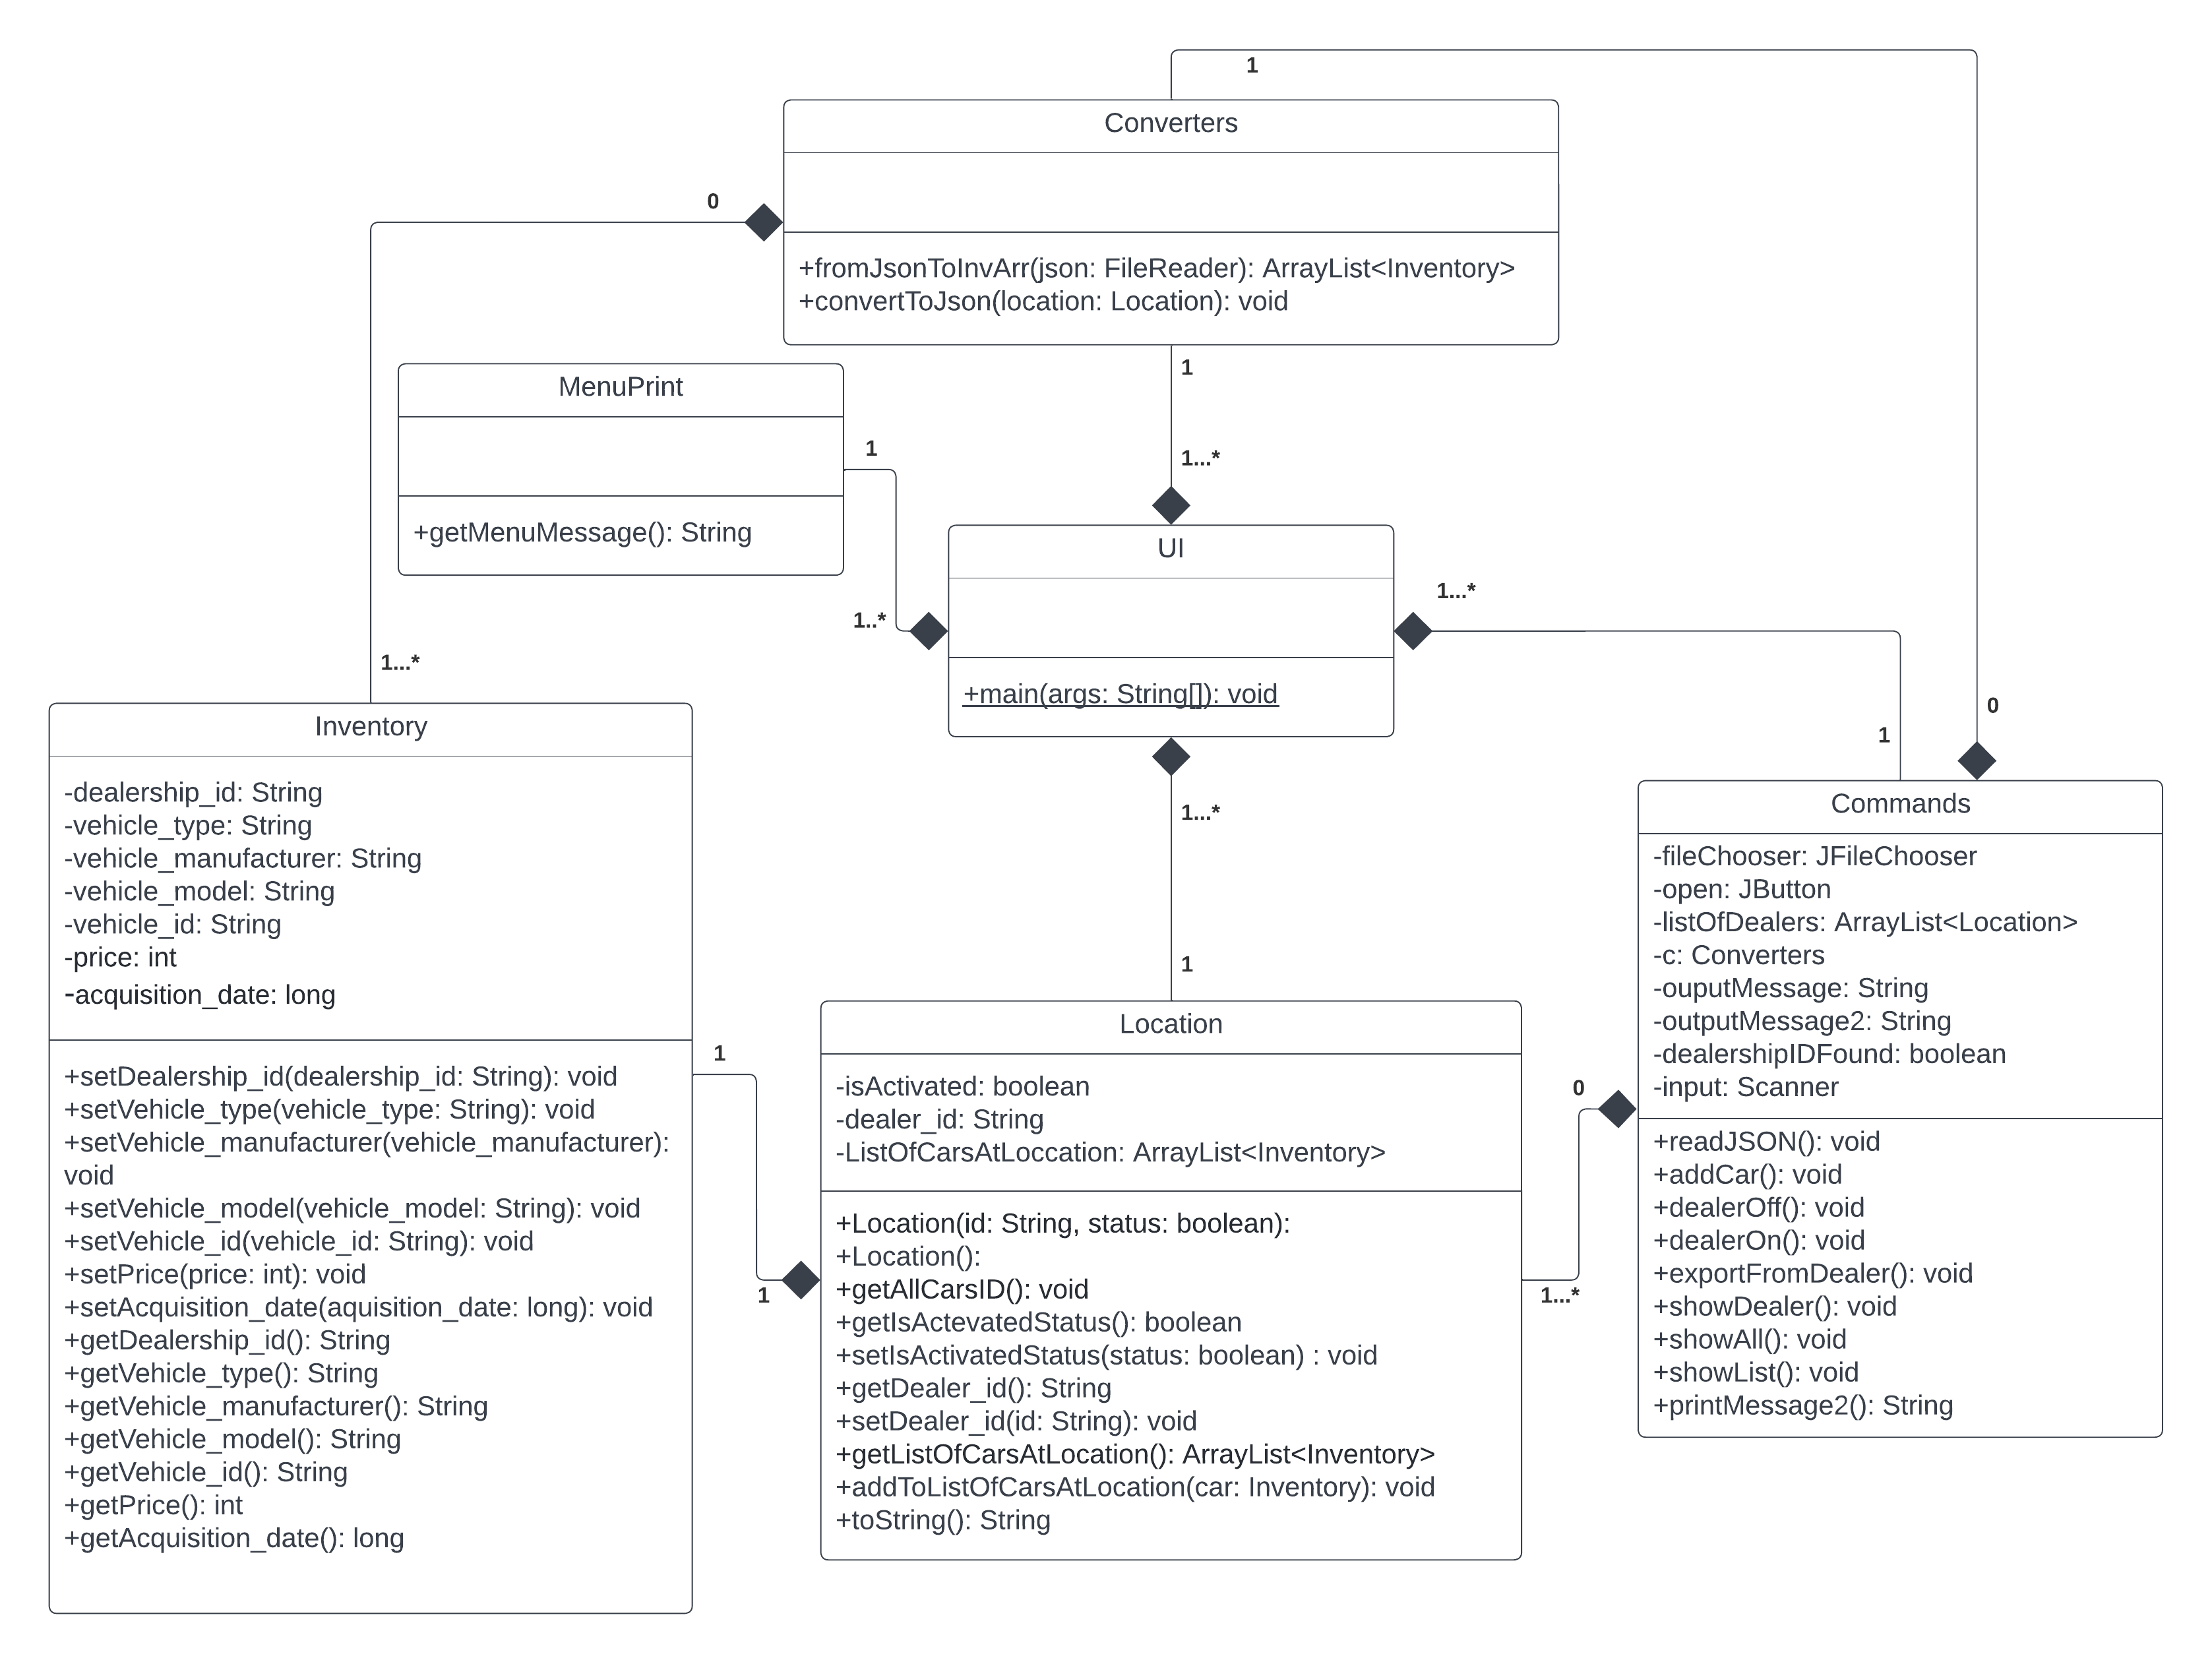 1
Converters
+fromJsonToInvArr(json: FileReader): ArrayList<Inventory>
+convertToJson(location: Location): void
0
1...*
1
1...*
MenuPrint
+getMenuMessage(): String
1
1..*
UI
+main(args: String[]): void
1...*
1
0
1...*
1
Inventory
-dealership_id: String
-vehicle_type: String
-vehicle_manufacturer: String
-vehicle_model: String
-vehicle_id: String
-price: int
-acquisition_date: long
+setDealership_id(dealership_id: String): void
+setVehicle_type(vehicle_type: String): void
+setVehicle_manufacturer(vehicle_manufacturer):
void
+setVehicle_model(vehicle_model: String): void
+setVehicle_id(vehicle_id: String): void
+setPrice(price: int): void
+setAcquisition_date(aquisition_date: long): void
+getDealership_id(): String
+getVehicle_type(): String
+getVehicle_manufacturer(): String
+getVehicle_model(): String
+getVehicle_id(): String
+getPrice(): int
+getAcquisition_date(): long
1
1
Location
-isActivated: boolean
-dealer_id: String
-ListOfCarsAtLoccation: ArrayList<Inventory>
+Location(id: String, status: boolean):
+Location():
+getAllCarsID(): void
+getIsActevatedStatus(): boolean
+setIsActivatedStatus(status: boolean) : void
+getDealer_id(): String
+setDealer_id(id: String): void
+getListOfCarsAtLocation(): ArrayList<Inventory>
+addToListOfCarsAtLocation(car: Inventory): void
+toString(): String
0
1...*
Commands
-fileChooser: JFileChooser
-open: JButton
-listOfDealers: ArrayList<Location>
-c: Converters
-ouputMessage: String
-outputMessage2: String
-dealershipIDFound: boolean
-input: Scanner
+readJSON(): void
+addCar(): void
+dealerOff(): void
+dealerOn(): void
+exportFromDealer(): void
+showDealer(): void
+showAll(): void
+showList(): void
+printMessage2(): String